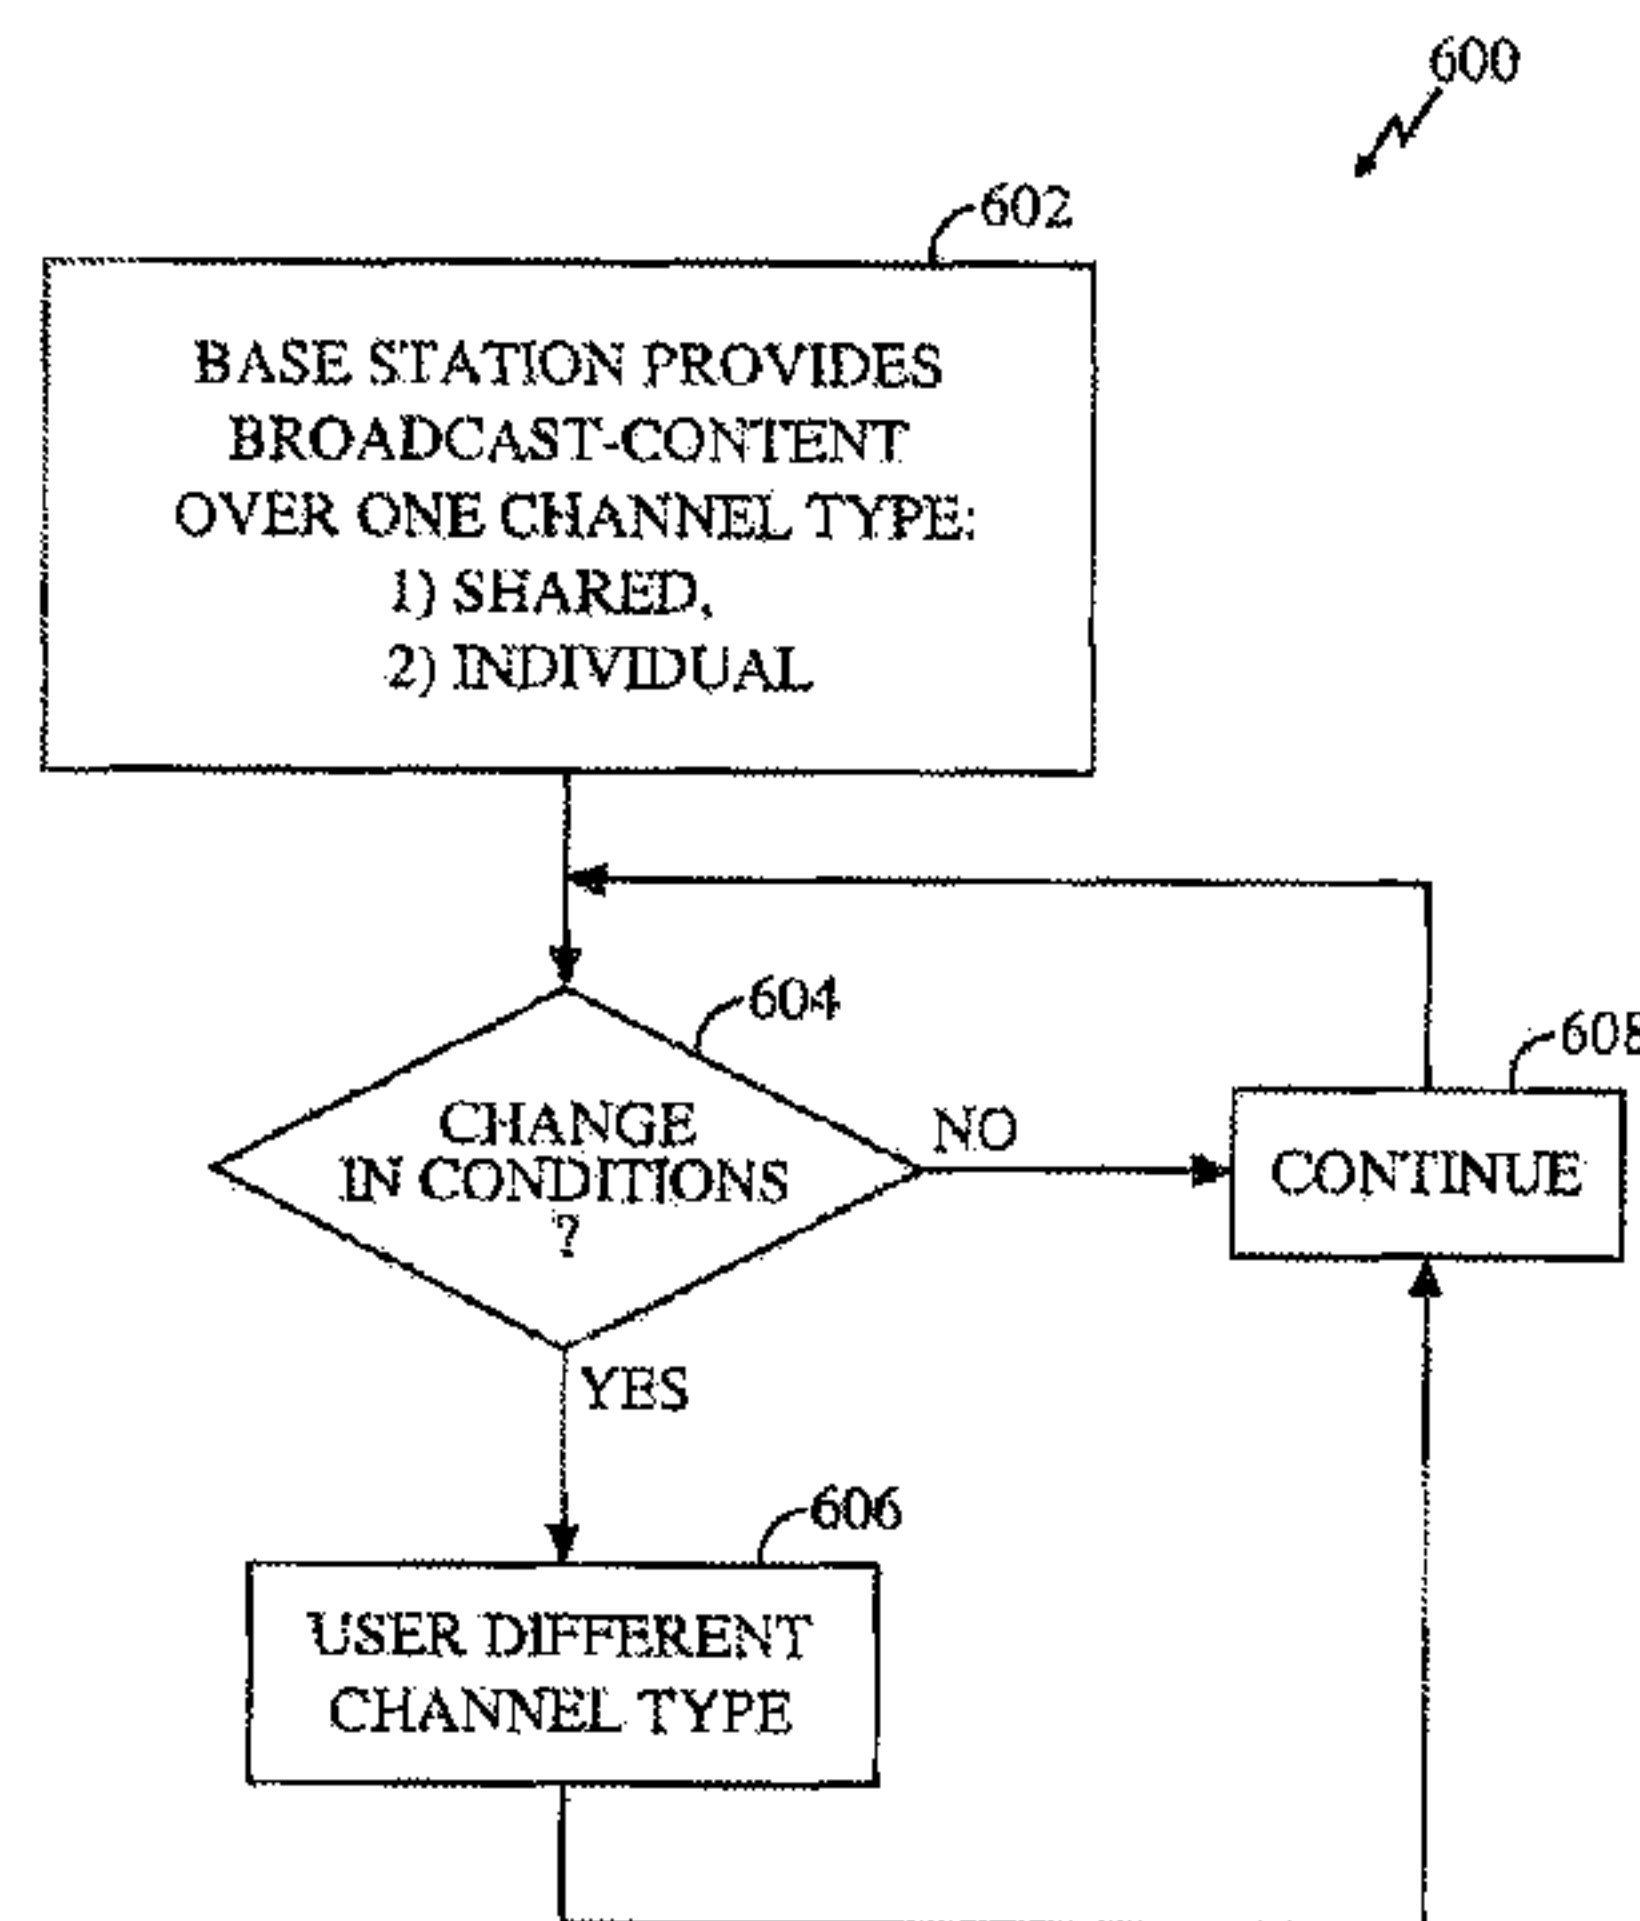 600
602
BASE STATION PROVIDES
BROADCAST-CONTENT
OVER ONE CHANNEL TYPE:
1) SHARED,
2) INDIVIDUAL
604
CHANGE
IN CONDITIONS
?
NO
608
CONTINUE
YES
606
USER DIFFERENT
CHANNEL TYPE